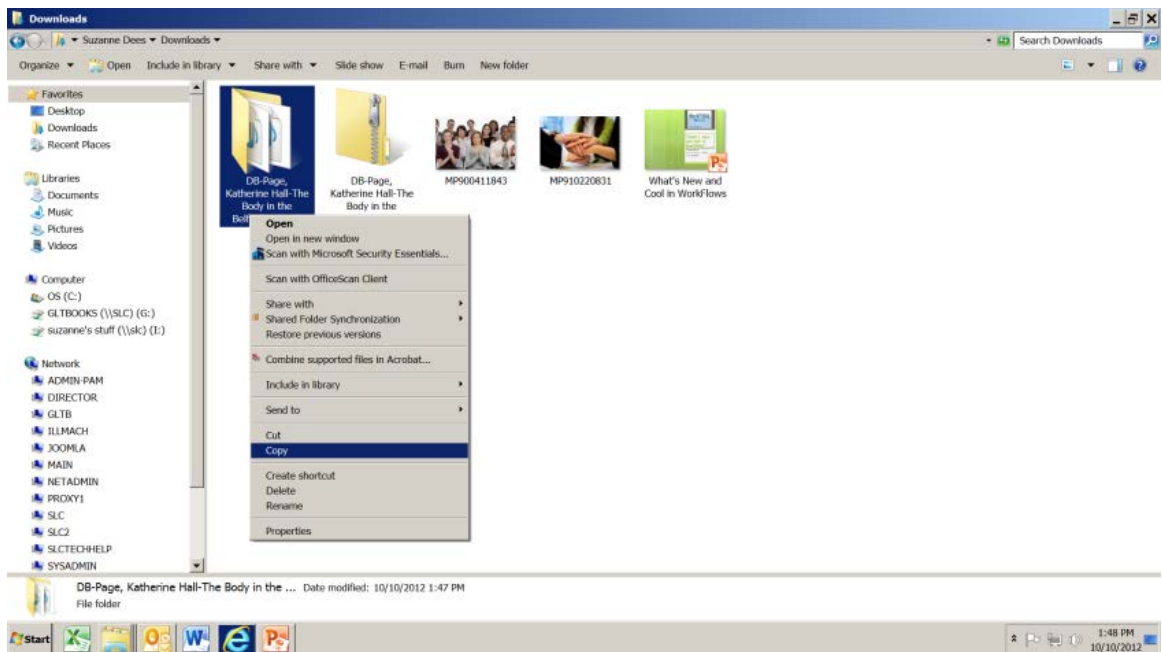 Downloads
Suzanne Dees Downloads
Search Downloads
Organize Open Include in library Share with Slide show E-mail Burn New folder
Favorites
Desktop
Downloads
Recent Places
Libraries
Documents
Music
Pictures
Videos
Computer
OS (C:)
GLTBOOKS (\\SLC) (G:)
suzanne's stuff (\\slc) (I:)
Network
ADMIN-PAM
DIRECTOR
GLTB
ILLMACH
JOOMLA
MAIN
NETADMIN
PROXY1
SLC
SLC2
SLCTECHHELP
SYSADMIN
DB-Page,
Katherine Hall-The
Body in the
DB-Page,
Katherine Hall-The
Body in the
MP900411843
MP910220831
What's New and
Cool in WorkFlows
Open
Open in new window
Scan with Microsoft Security Essentials...
Scan with OfficeScan Client
Share with
Shared Folder Synchronization
Restore previous versions
Combine supported files in Acrobat...
Include in library
Send to
Cut
Copy
Create shortcut
Delete
Rename
Properties
DB-Page, Katherine Hall-The Body in the ... Date modified: 10/10/2012 1:47 PM
File folder
Start
1:48 PM
10/10/2012